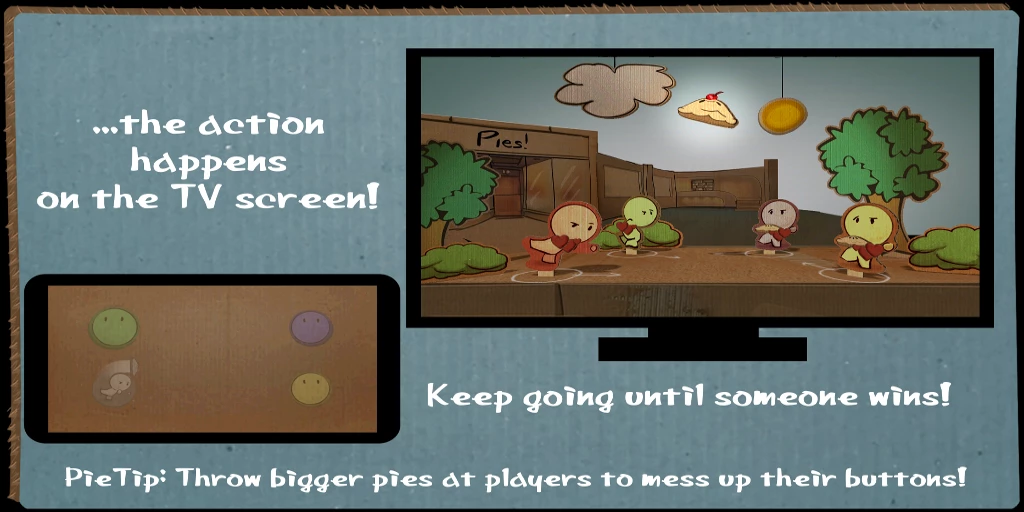 ...the action
happens
on the TV screen!
Pies!
Keep going until someone wins!
PieTip: Throw bigger pies at players to mess up their buttons!